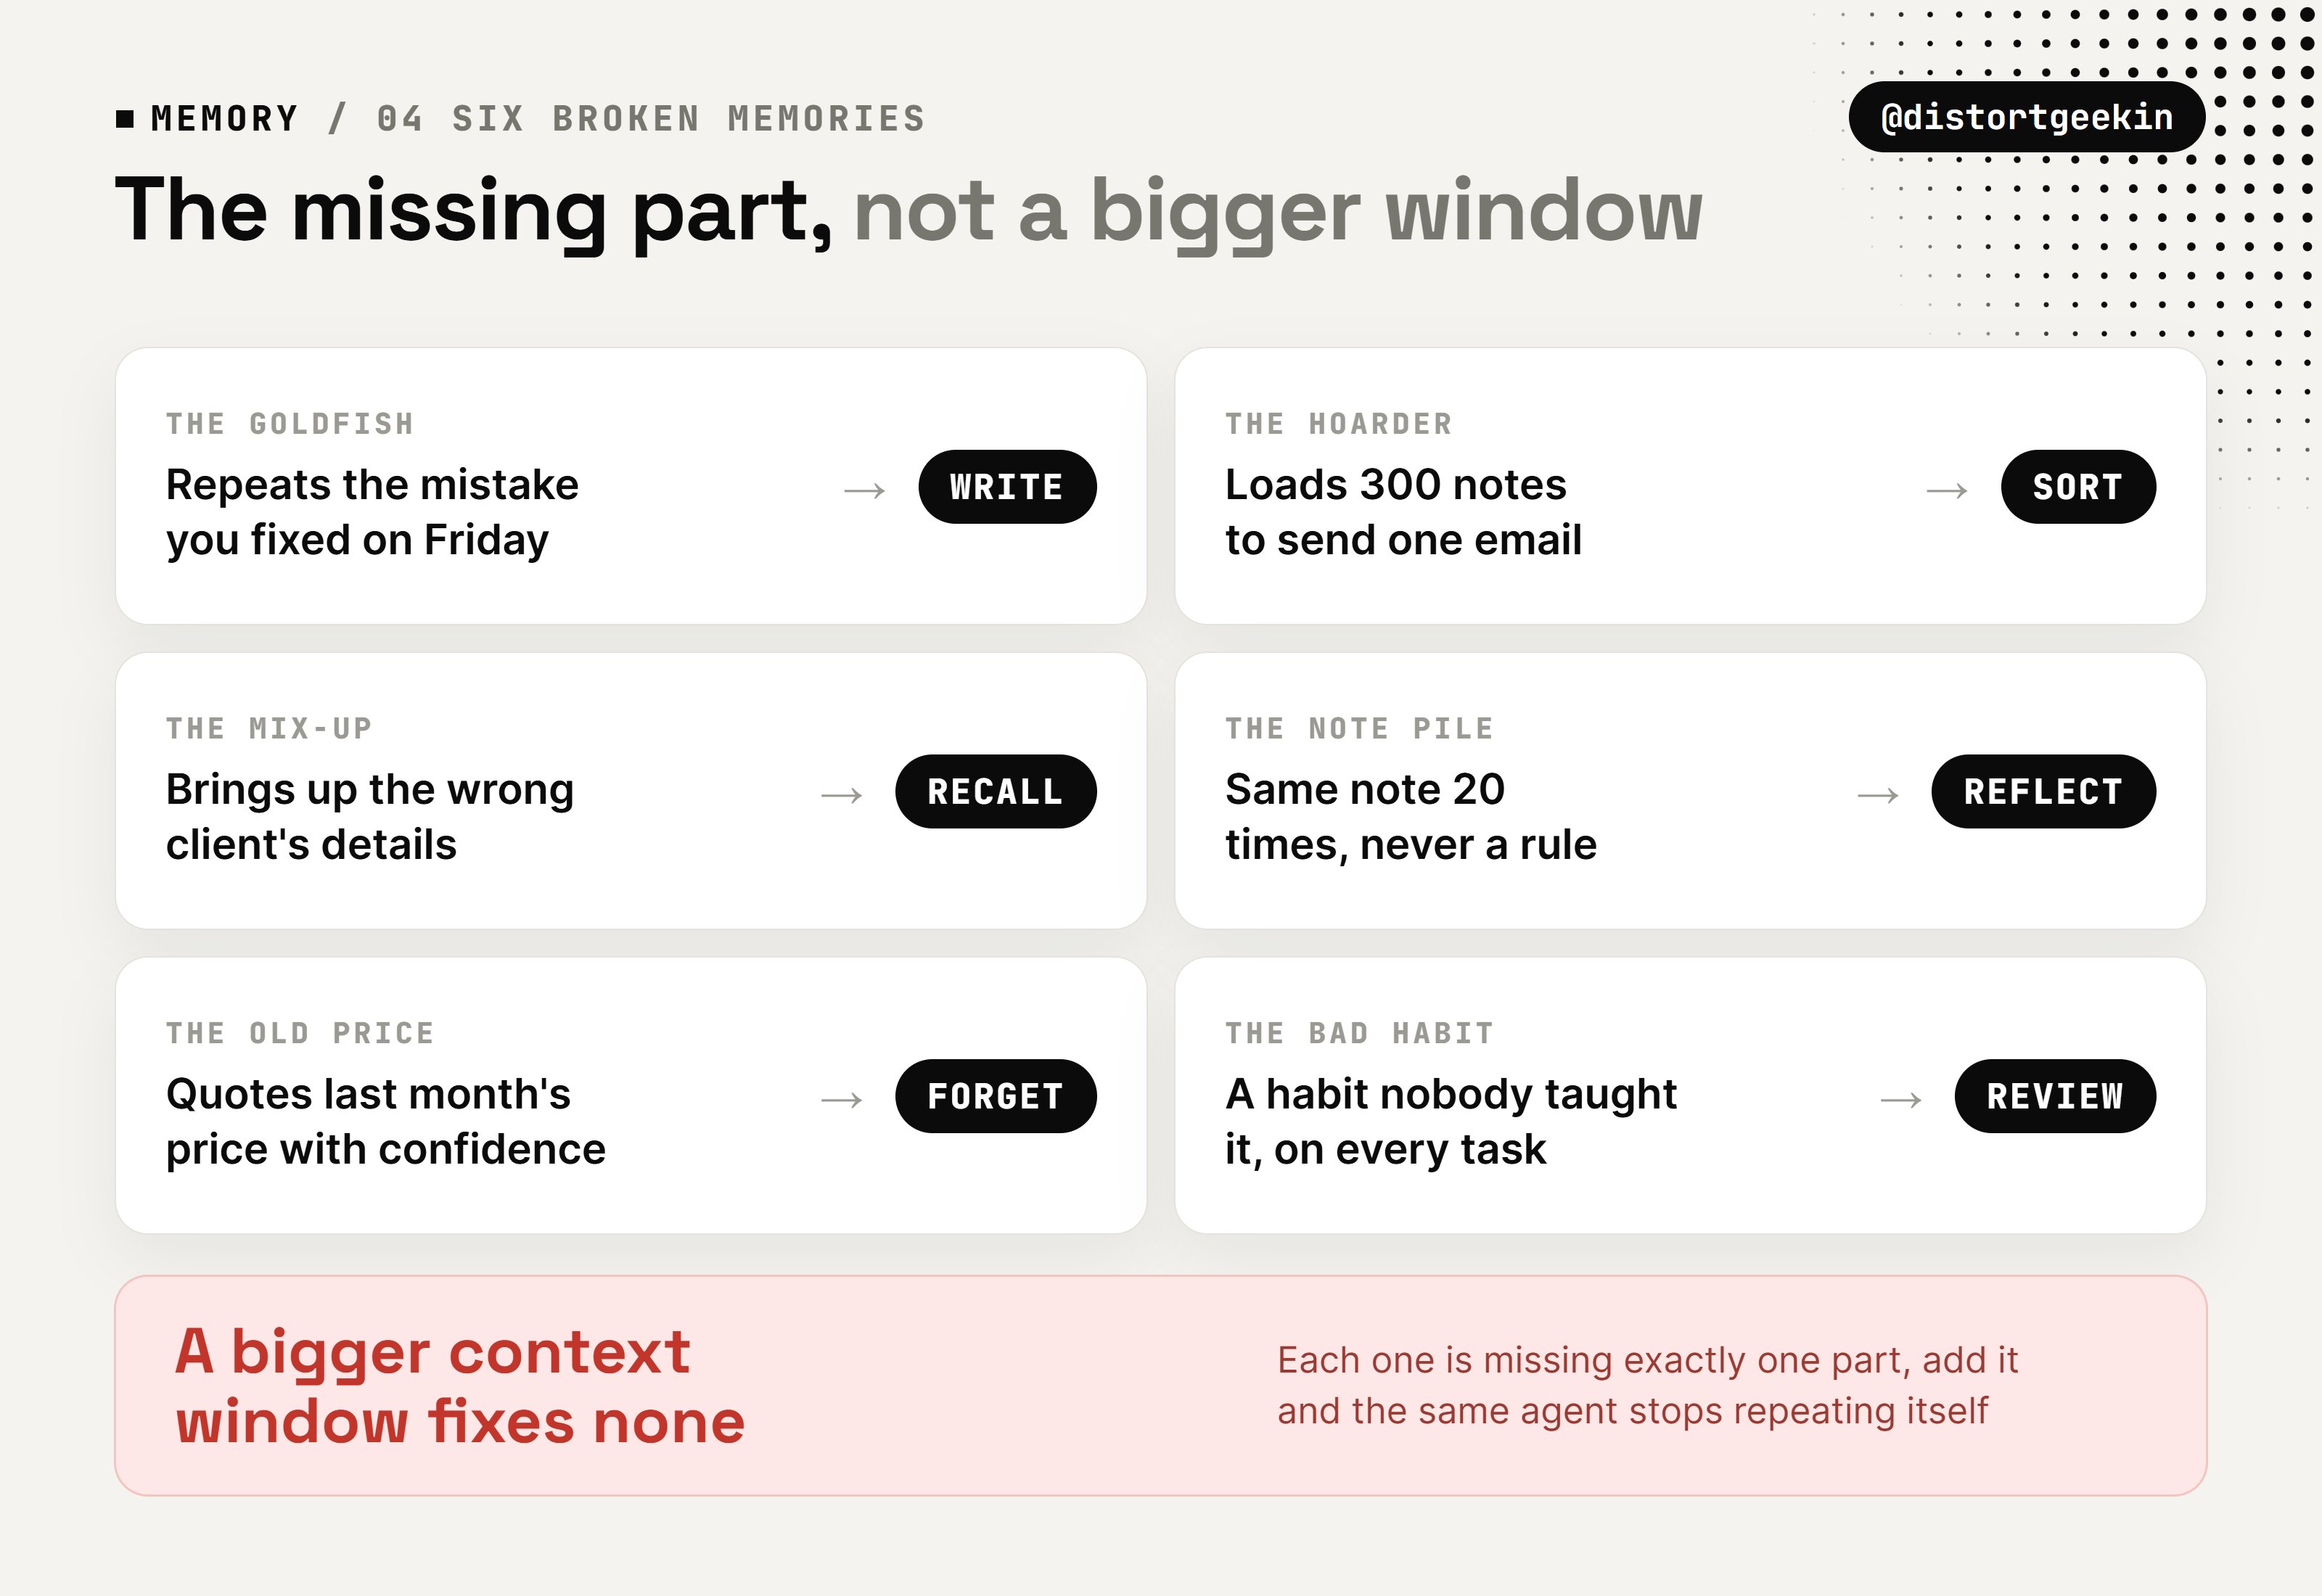 MEMORY / 04 SIX BROKEN MEMORIES
@distortgeekin
The missing part, not a bigger window
THE GOLDFISH
Repeats the mistake
you fixed on Friday
→ WRITE
THE HOARDER
Loads 300 notes
to send one email
→ SORT
THE MIX-UP
Brings up the wrong
client's details
→ RECALL
THE NOTE PILE
Same note 20
times, never a rule
→ REFLECT
THE OLD PRICE
Quotes last month's
price with confidence
→ FORGET
THE BAD HABIT
A habit nobody taught
it, on every task
→ REVIEW
A bigger context
window fixes none
Each one is missing exactly one part, add it
and the same agent stops repeating itself